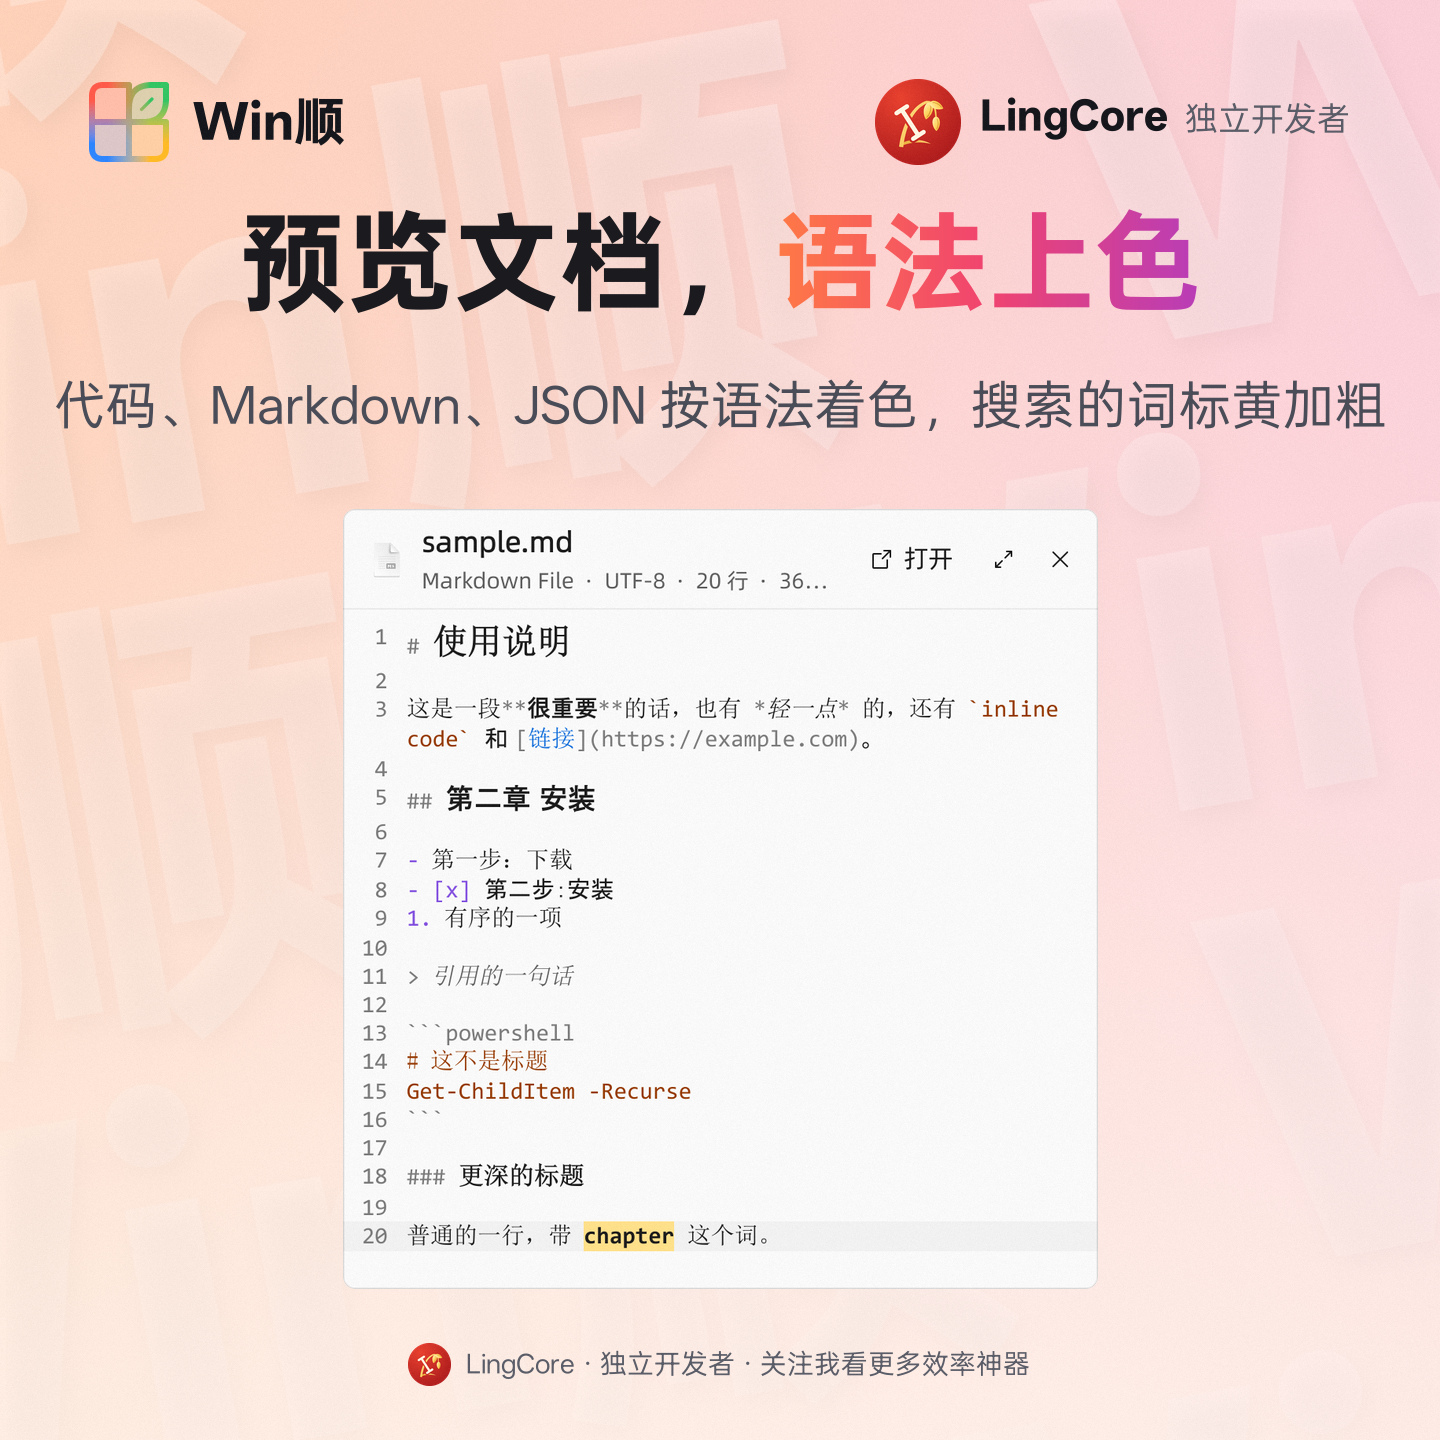 Win顺
LingCore 独立开发者
预览文档，语法上色
代码、Markdown、JSON 按语法着色，搜索的词标黄加粗
sample.md
Markdown File · UTF-8 · 20 行 · 36...
打开
1 # 使用说明
2
3 这是一段**很重要**的话，也有 *轻一点* 的，还有 `inline
code` 和 [链接](https://example.com)。
4
5 ## 第二章 安装
6
7 - 第一步：下载
8 - [x] 第二步:安装
9 1. 有序的一项
10
11 > 引用的一句话
12
13 ```powershell
14 # 这不是标题
15 Get-ChildItem -Recurse
16 ```
17
18 ### 更深的标题
19
20 普通的一行，带 chapter 这个词。
LingCore · 独立开发者 · 关注我看更多效率神器